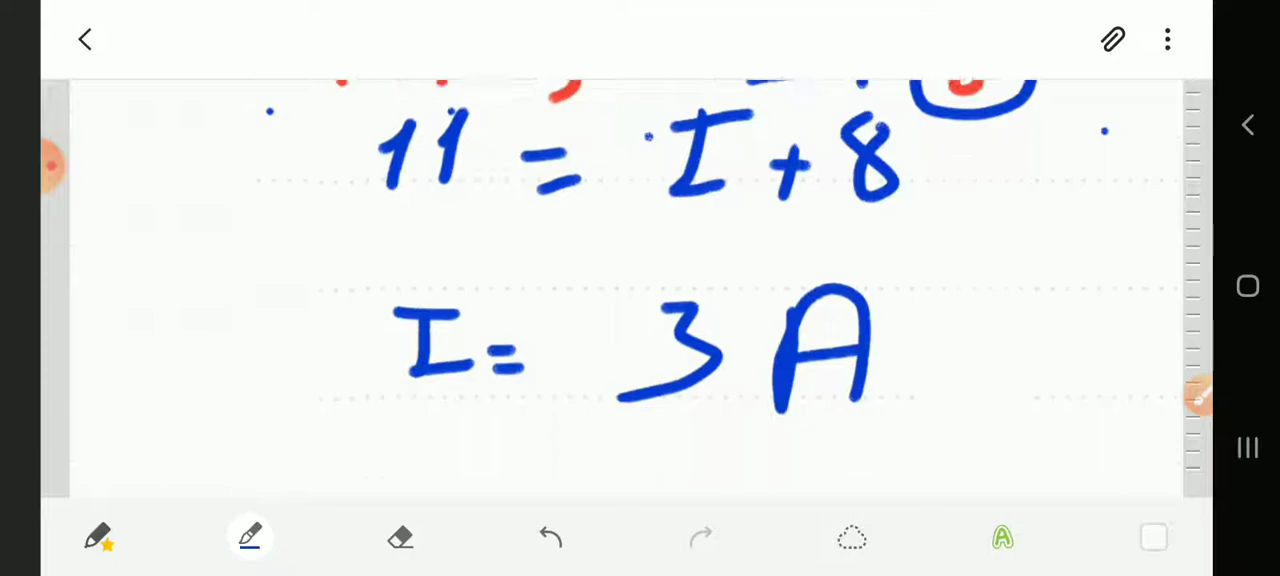 11 = I + 8
I = 3 A